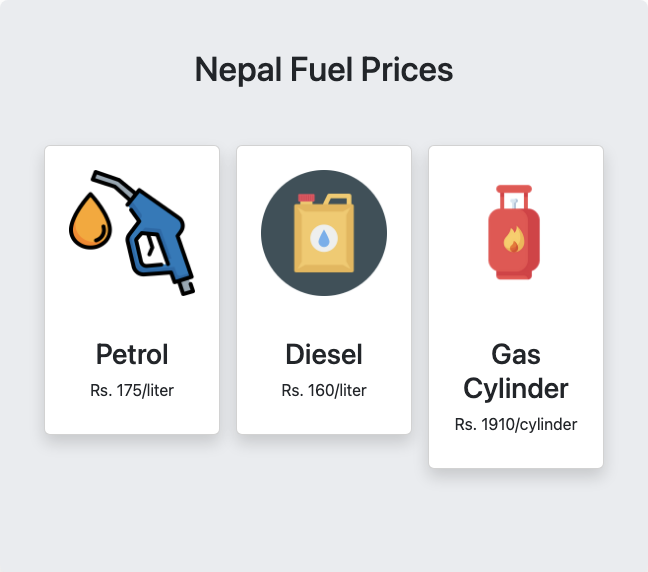 Nepal Fuel Prices
Petrol
Rs. 175/liter
Diesel
Rs. 160/liter
Gas
Cylinder
Rs. 1910/cylinder